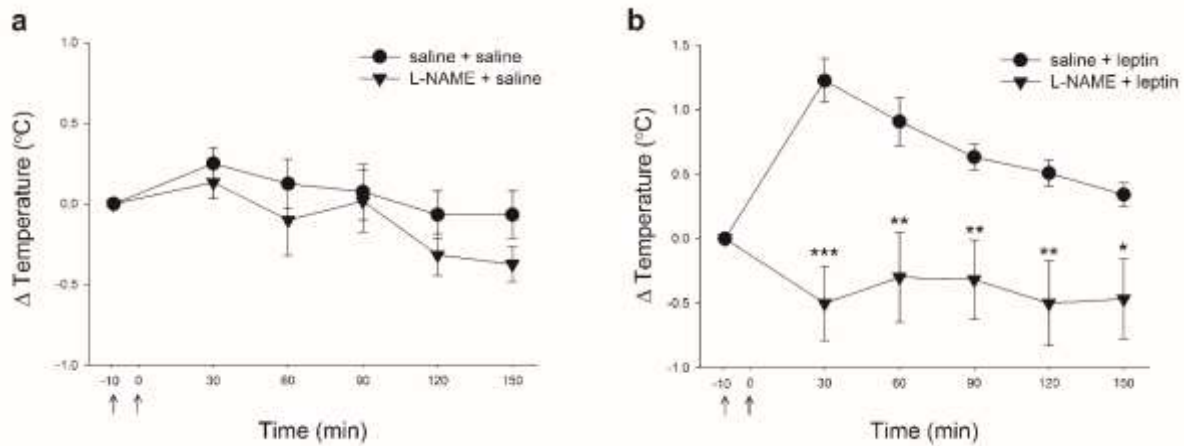 a
1.0
0.5
0.0
-0.5
-1.0
Δ Temperature (°C)
saline + saline
L-NAME + saline
-10 0 30 60 90 120 150
Time (min)
b
1.5
1.0
0.5
0.0
-0.5
-1.0
Δ Temperature (°C)
saline + leptin
L-NAME + leptin
*** ** ** ** *
-10 0 30 60 90 120 150
Time (min)